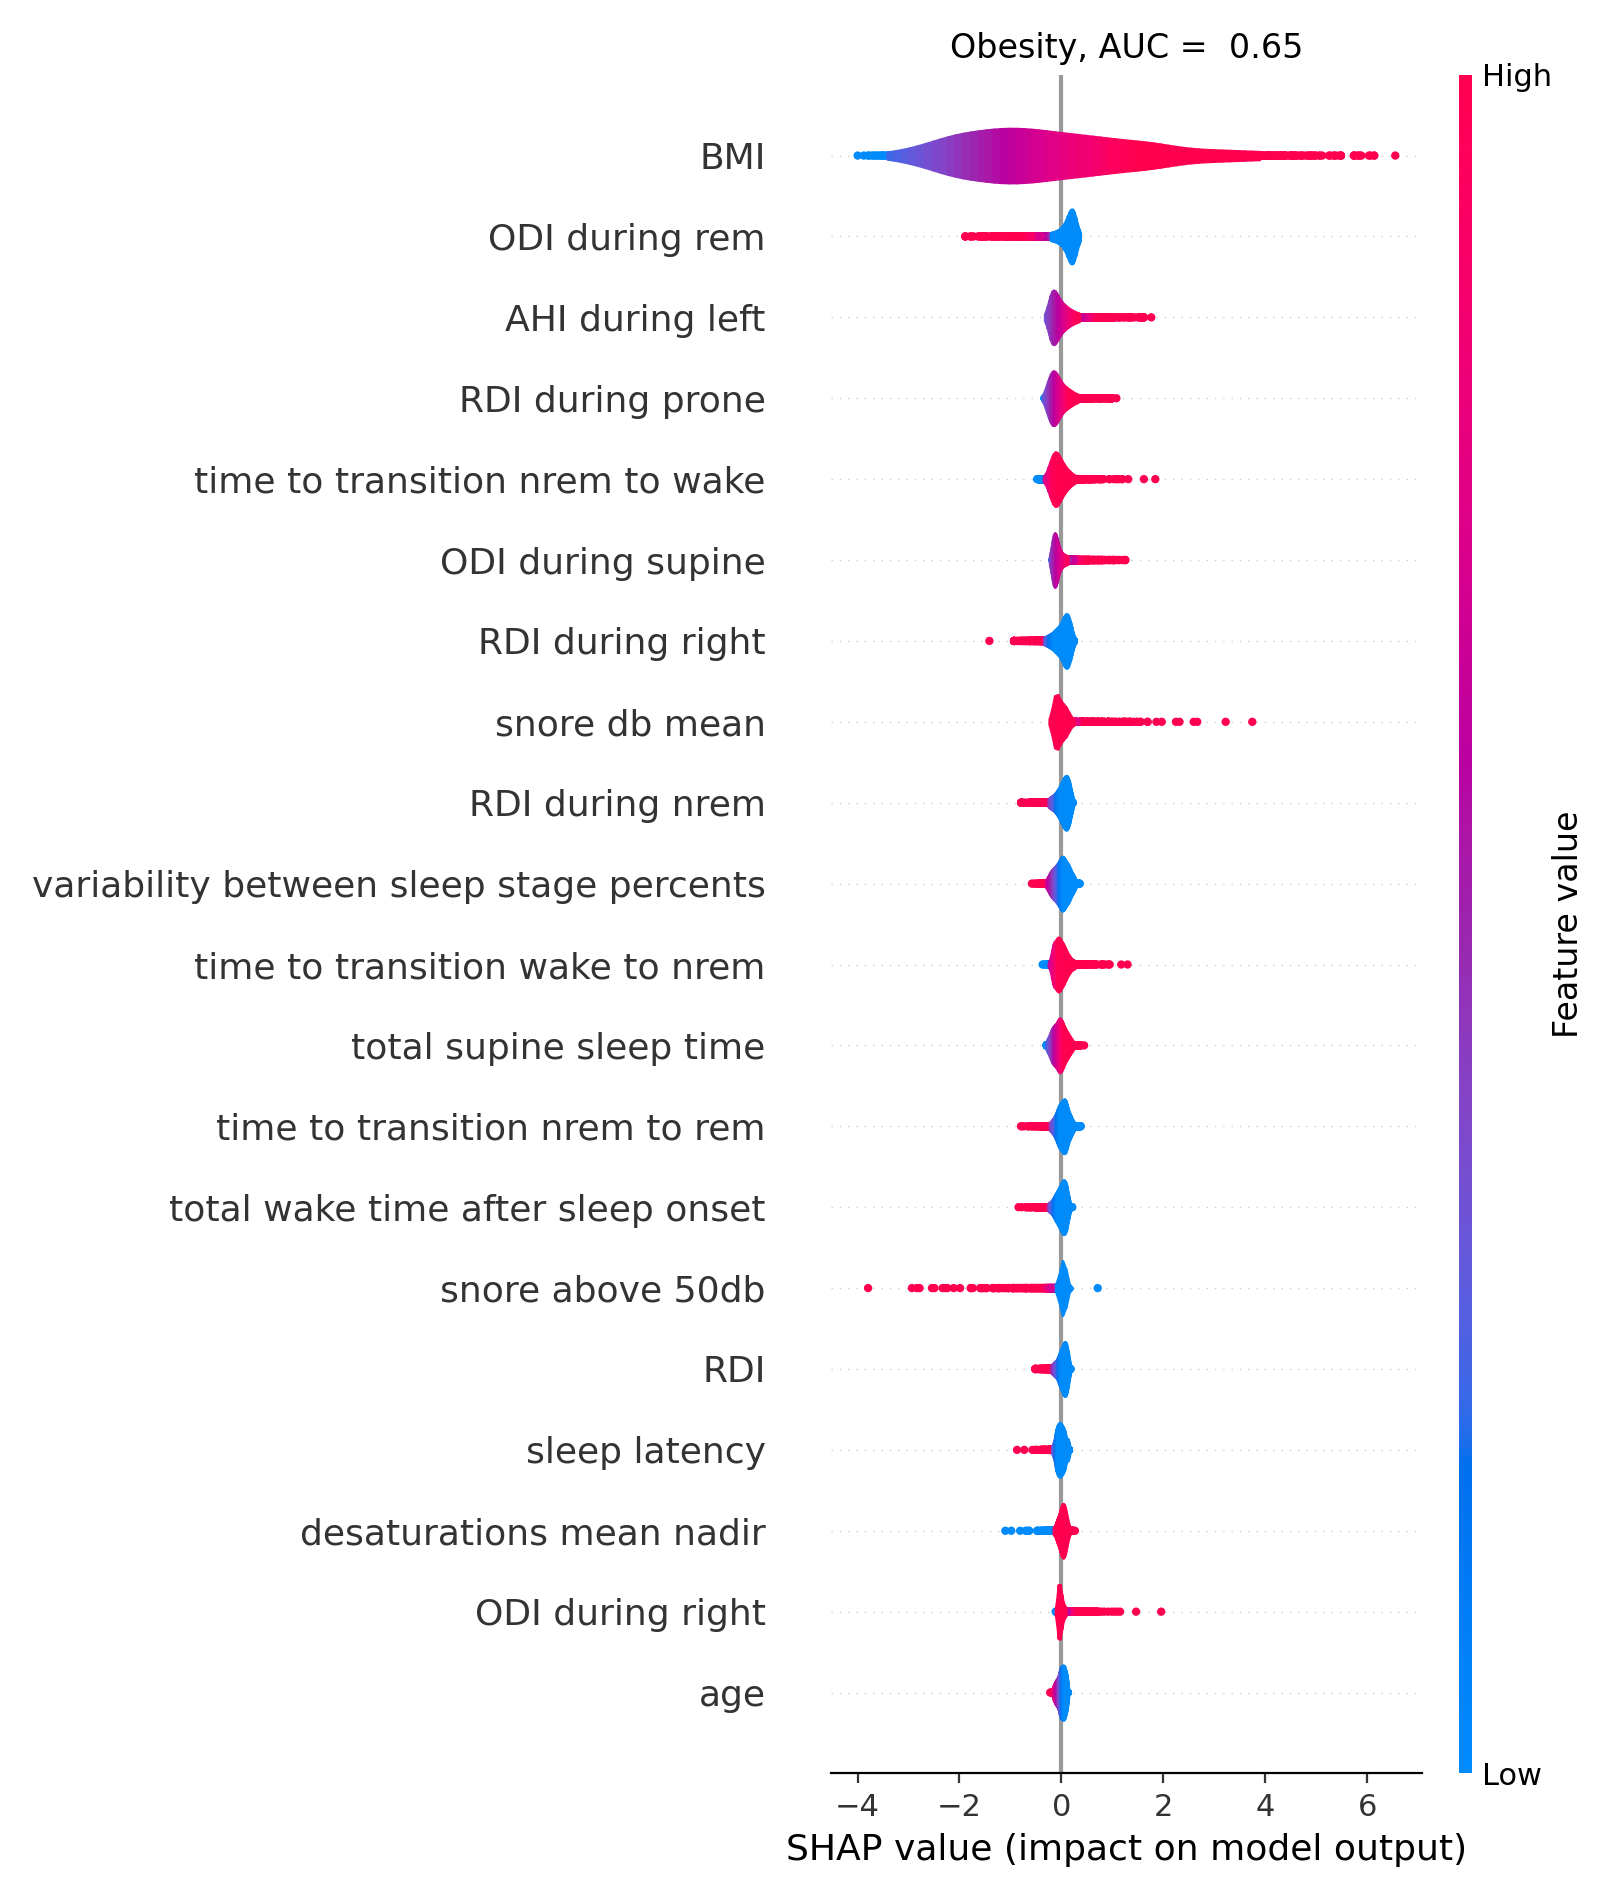 Obesity, AUC =  0.65
High
BMI
ODI during rem
AHI during left
RDI during prone
time to transition nrem to wake
ODI during supine
RDI during right
snore db mean
RDI during nrem
variability between sleep stage percents
time to transition wake to nrem
total supine sleep time
time to transition nrem to rem
total wake time after sleep onset
snore above 50db
RDI
sleep latency
desaturations mean nadir
ODI during right
age
Feature value
Low
−4 −2 0 2 4 6
SHAP value (impact on model output)